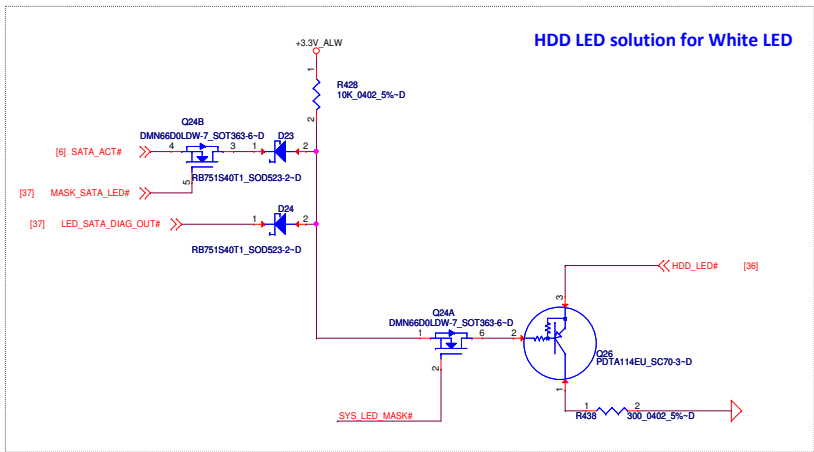 HDD LED solution for White LED
+3.3V_ALW
1
R428
10K_0402_5%~D
2
Q24B
DMN66D0LDW-7_SOT363-6~D
D23
[6] SATA_ACT#
4
3
1
2
5
RB751S40T1_SOD523-2~D
[37] MASK_SATA_LED#
D24
[37] LED_SATA_DIAG_OUT#
1
2
RB751S40T1_SOD523-2~D
HDD_LED# [36]
3
Q24A
DMN66D0LDW-7_SOT363-6~D
1
6
2
2
Q26
PDTA114EU_SC70-3~D
1
SYS_LED_MASK#
1
2
R438
300_0402_5%~D